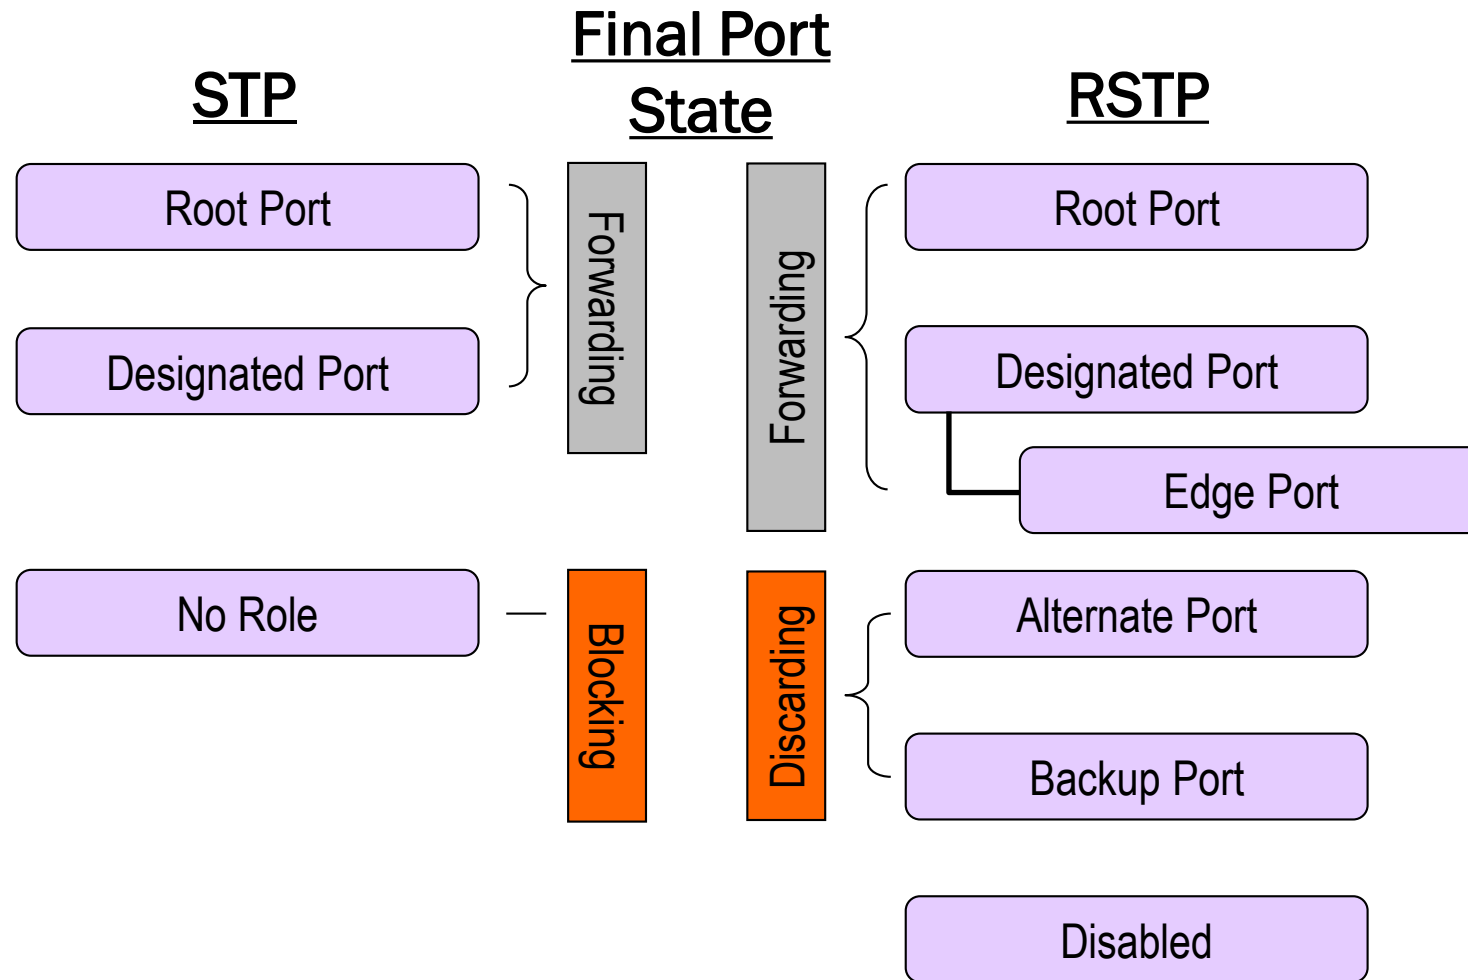 Final Port
State
STP
RSTP
Root Port
Designated Port
No Role
Forwarding
Blocking
Forwarding
Discarding
Root Port
Designated Port
Edge Port
Alternate Port
Backup Port
Disabled